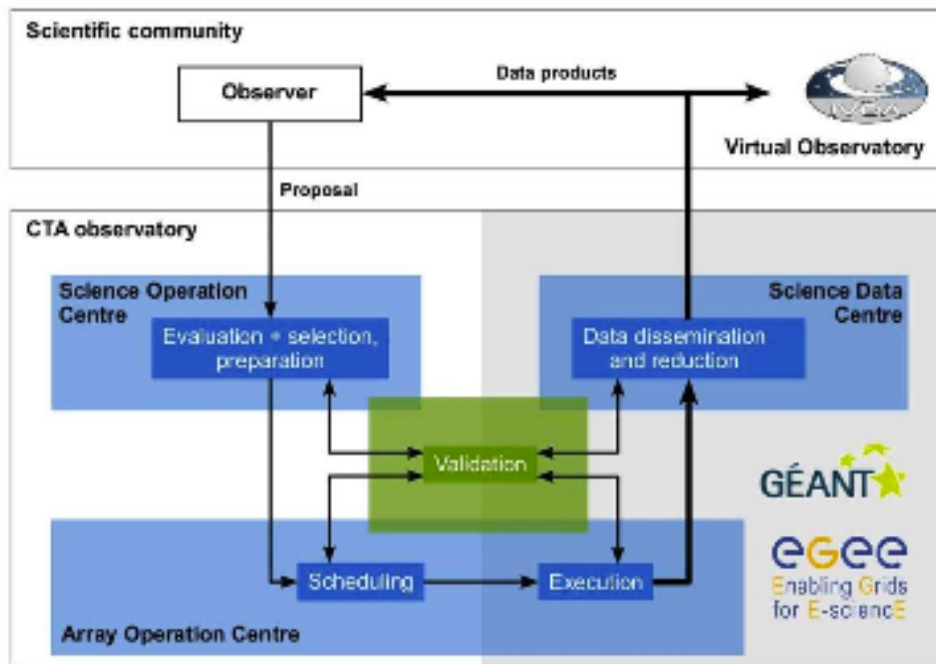 Scientific community
Observer
Data products
Virtual Observatory
Proposal
CTA observatory
Science Operation
Centre
Evaluation + selection,
preparation
Science Data
Centre
Data dissemination
and reduction
Validation
GÉANT
Scheduling
Execution
eGee
Enabling Grids
for E-sciencE
Array Operation Centre